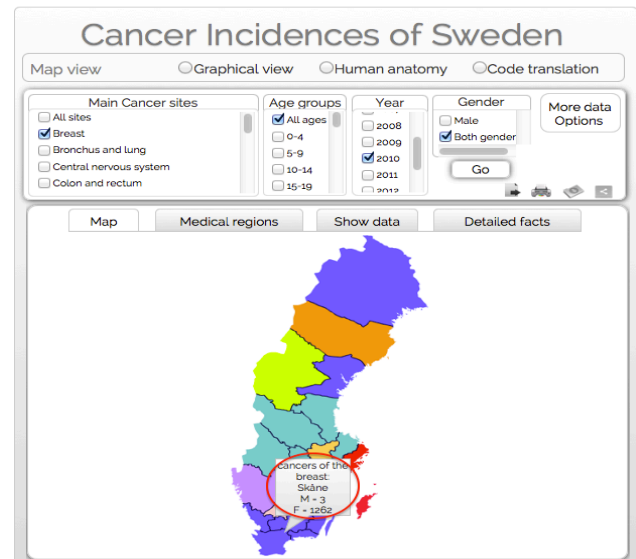 Cancer Incidences of Sweden
Map view Graphical view Human anatomy Code translation
Main Cancer sites
All sites
Breast
Bronchus and lung
Central nervous system
Colon and rectum
Age groups
All ages
0-4
5-9
10-14
15-19
Year
2008
2009
2010
2011
2012
Gender
Male
Both gender
Go
More data
Options
Map Medical regions Show data Detailed facts
cancers of the
breast:
Skåne
M = 3
F = 1262